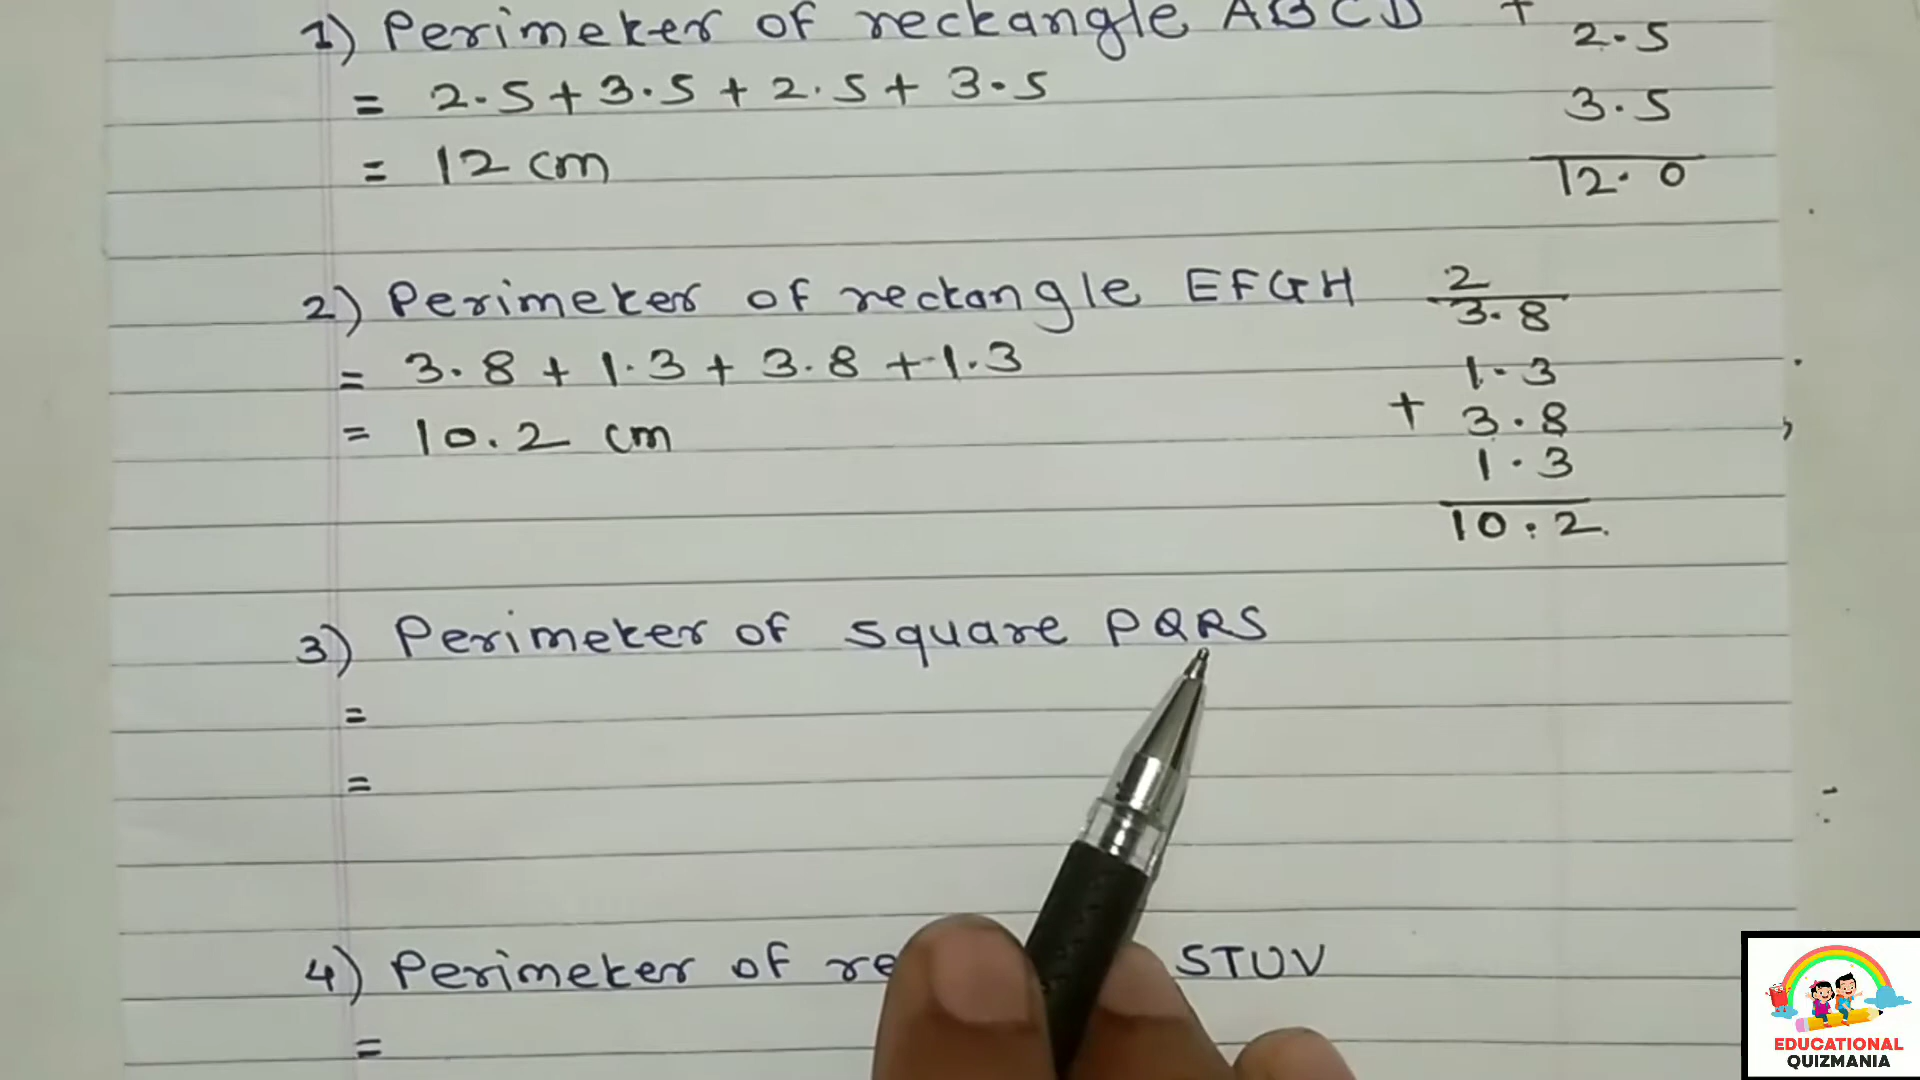 1) Perimeter of reckangle ABCD
= 2.5 + 3.5 + 2.5 + 3.5
= 12 cm
+
2.5
3.5
12.0
2) Perimeter of rectangle EFGH
= 3.8 + 1.3 + 3.8 + 1.3
= 10.2 cm
2
3.8
1.3
+ 3.8
1.3
10.2
3) Perimeter of square PQRS
=
=
4) Perimeter of re STUV
=
EDUCATIONAL
QUIZMANIA